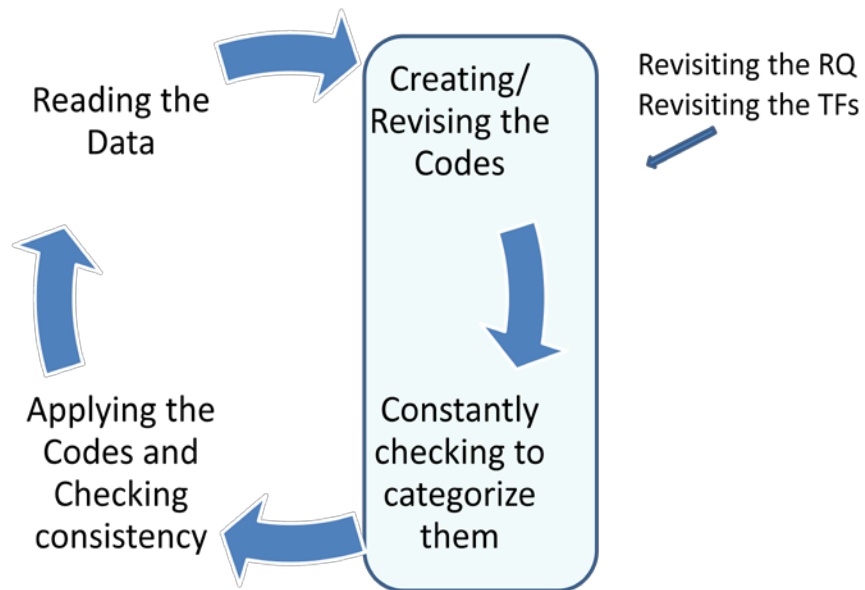 Reading the
Data
Creating/
Revising the
Codes
Revisiting the RQ
Revisiting the TFs
Constantly
checking to
categorize
them
Applying the
Codes and
Checking
consistency